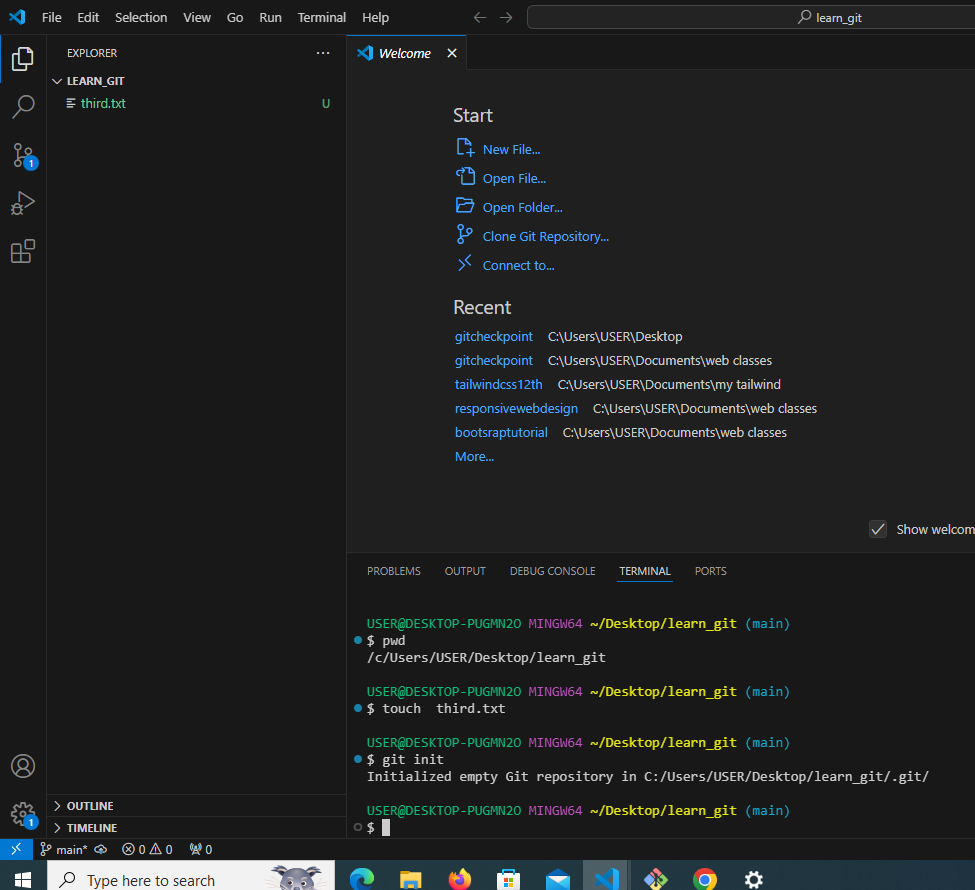 File Edit Selection View Go Run Terminal Help
learn_git
EXPLORER
LEARN_GIT
third.txt U
1
1
OUTLINE
TIMELINE
Welcome
Start
New File...
Open File...
Open Folder...
Clone Git Repository...
Connect to...
Recent
gitcheckpoint C:\Users\USER\Desktop
gitcheckpoint C:\Users\USER\Documents\web classes
tailwindcss12th C:\Users\USER\Documents\my tailwind
responsivewebdesign C:\Users\USER\Documents\web classes
bootsraptutorial C:\Users\USER\Documents\web classes
More...
Show welcom
PROBLEMS OUTPUT DEBUG CONSOLE TERMINAL PORTS
USER@DESKTOP-PUGMN2O MINGW64 ~/Desktop/learn_git (main)
$ pwd
/c/Users/USER/Desktop/learn_git
USER@DESKTOP-PUGMN2O MINGW64 ~/Desktop/learn_git (main)
$ touch  third.txt
USER@DESKTOP-PUGMN2O MINGW64 ~/Desktop/learn_git (main)
$ git init
Initialized empty Git repository in C:/Users/USER/Desktop/learn_git/.git/
USER@DESKTOP-PUGMN2O MINGW64 ~/Desktop/learn_git (main)
$
main* 0 0 0
Type here to search